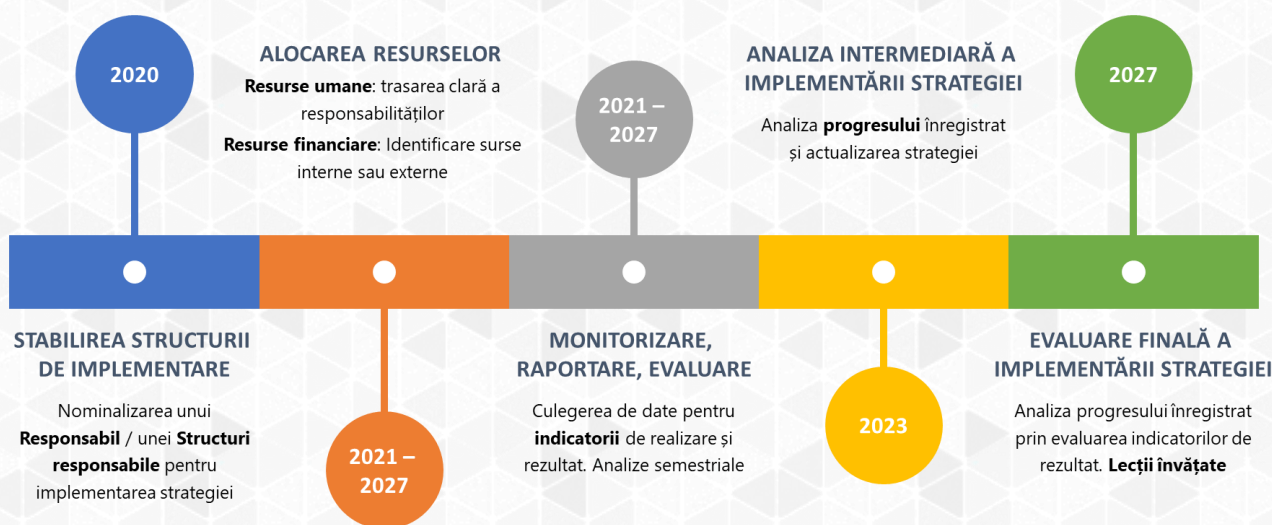 2020
STABILIREA STRUCTURII
DE IMPLEMENTARE
Nominalizarea unui
Responsabil / unei Structuri
responsabile pentru
implementarea strategiei
ALOCAREA RESURSELOR
Resurse umane: trasarea clară a
responsabilităților
Resurse financiare: Identificare surse
interne sau externe
2021 –
2027
2021 –
2027
MONITORIZARE,
RAPORTARE, EVALUARE
Culegerea de date pentru
indicatorii de realizare și
rezultat. Analize semestriale
ANALIZA INTERMEDIARĂ A
IMPLEMENTĂRII STRATEGIEI
Analiza progresului înregistrat
și actualizarea strategiei
2023
2027
EVALUARE FINALĂ A
IMPLEMENTĂRII STRATEGIEI
Analiza progresului înregistrat
prin evaluarea indicatorilor de
rezultat. Lecții învățate